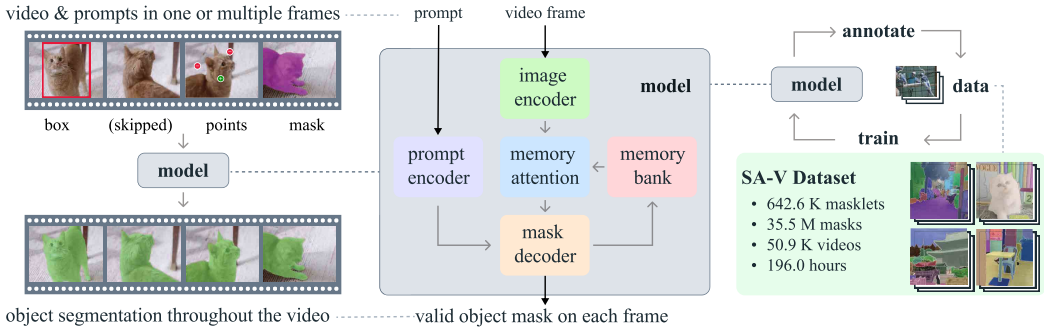 video & prompts in one or multiple frames
box
(skipped)
points
mask
model
object segmentation throughout the video
prompt
video frame
image
encoder
model
prompt
encoder
memory
attention
memory
bank
mask
decoder
valid object mask on each frame
annotate
model
data
train
SA-V Dataset
• 642.6 K masklets
• 35.5 M masks
• 50.9 K videos
• 196.0 hours